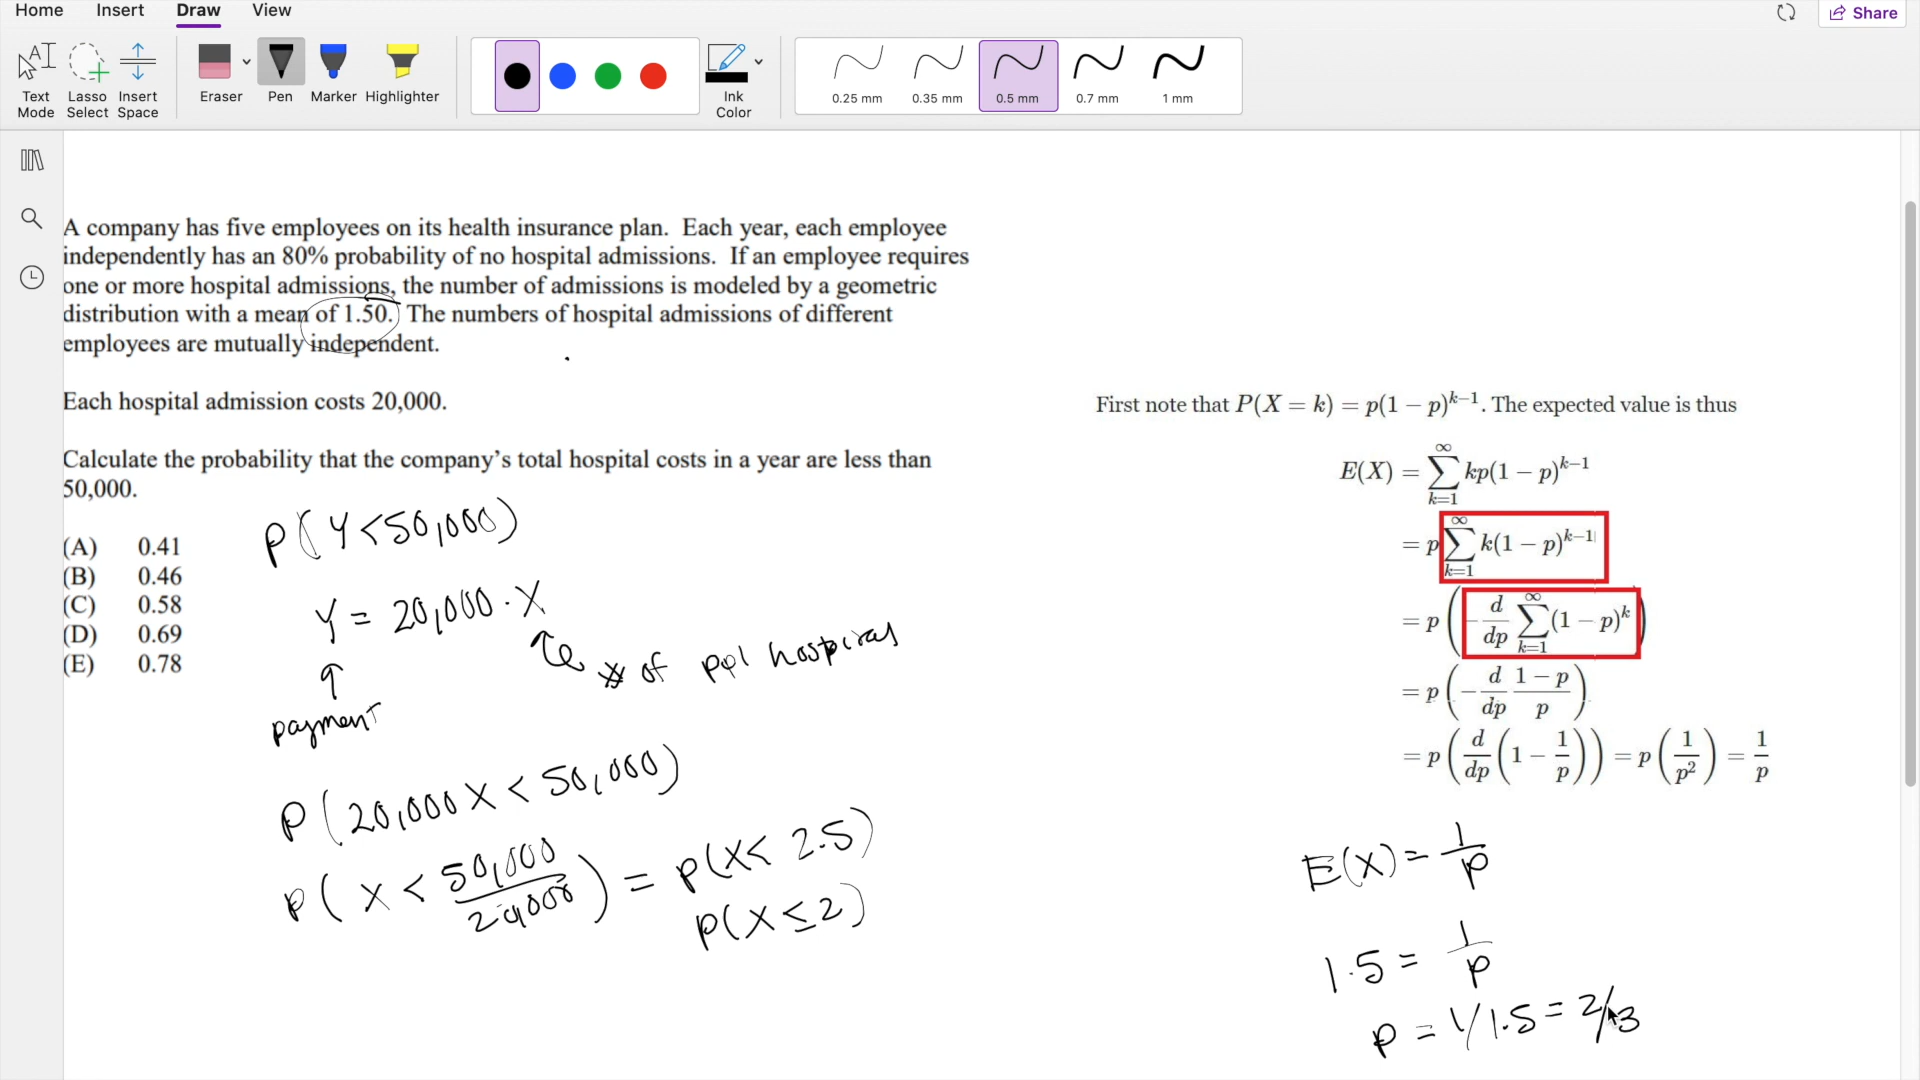 Home Insert Draw View
Share
Text Mode
Lasso Select
Insert Space
Eraser
Pen
Marker
Highlighter
Ink Color
0.25 mm
0.35 mm
0.5 mm
0.7 mm
1 mm
A company has five employees on its health insurance plan. Each year, each employee
independently has an 80% probability of no hospital admissions. If an employee requires
one or more hospital admissions, the number of admissions is modeled by a geometric
distribution with a mean of 1.50. The numbers of hospital admissions of different
employees are mutually independent.
Each hospital admission costs 20,000.
Calculate the probability that the company's total hospital costs in a year are less than
50,000.
(A) 0.41
(B) 0.46
(C) 0.58
(D) 0.69
(E) 0.78
P(Y<50,000)
Y = 20,000 · X
# of ppl hospitals
payment
P(20,000X < 50,000)
P(X < 50,000/20,000) = P(X < 2.5)
P(X ≤ 2)
First note that P(X = k) = p(1 − p)^{k−1}. The expected value is thus
E(X) = ∑_{k=1}^{∞} kp(1 − p)^{k−1}
= p ∑_{k=1}^{∞} k(1 − p)^{k−1}
= p (− d/dp ∑_{k=1}^{∞} (1 − p)^k)
= p (− d/dp (1 − p)/p)
= p (d/dp (1 − 1/p)) = p (1/p²) = 1/p
E(X) = 1/p
1.5 = 1/p
p = 1/1.5 = 2/3